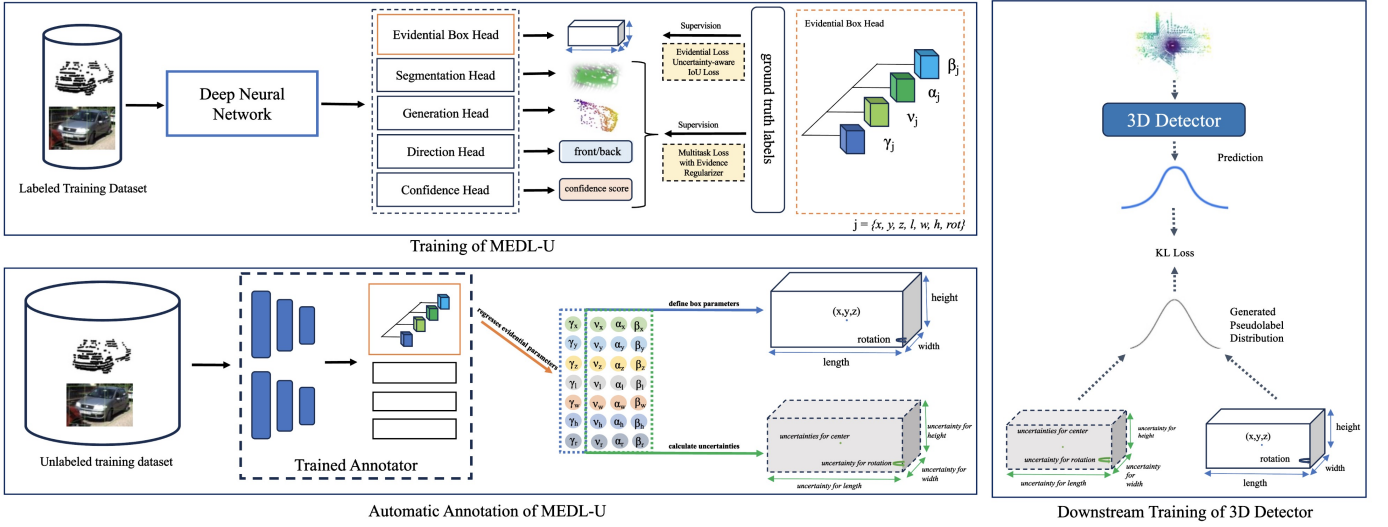 Labeled Training Dataset
Deep Neural
Network
Evidential Box Head
Segmentation Head
Generation Head
Direction Head
Confidence Head
front/back
confidence score
Supervision
Evidential Loss
Uncertainty-aware
IoU Loss
Supervision
Multitask Loss
with Evidence
Regularizer
ground truth labels
Evidential Box Head
βj
αj
νj
γj
j = {x, y, z, l, w, h, rot}
Training of MEDL-U
Unlabeled training dataset
Trained Annotator
regresses evidential parameters
γx νx αx βx
γy νy αy βy
γz νz αz βz
γl νl αl βl
γw νw αw βw
γh νh αh βh
γr νr αr βr
define box parameters
calculate uncertainties
(x,y,z)
rotation
height
width
length
uncertainties for center
uncertainty for rotation
uncertainty for
height
uncertainty for
width
uncertainty for length
Automatic Annotation of MEDL-U
3D Detector
Prediction
KL Loss
Generated
Pseudolabel
Distribution
uncertainties for center
uncertainty for rotation
uncertainty for
height
uncertainty
for
width
uncertainty for length
(x,y,z)
rotation
height
width
length
Downstream Training of 3D Detector